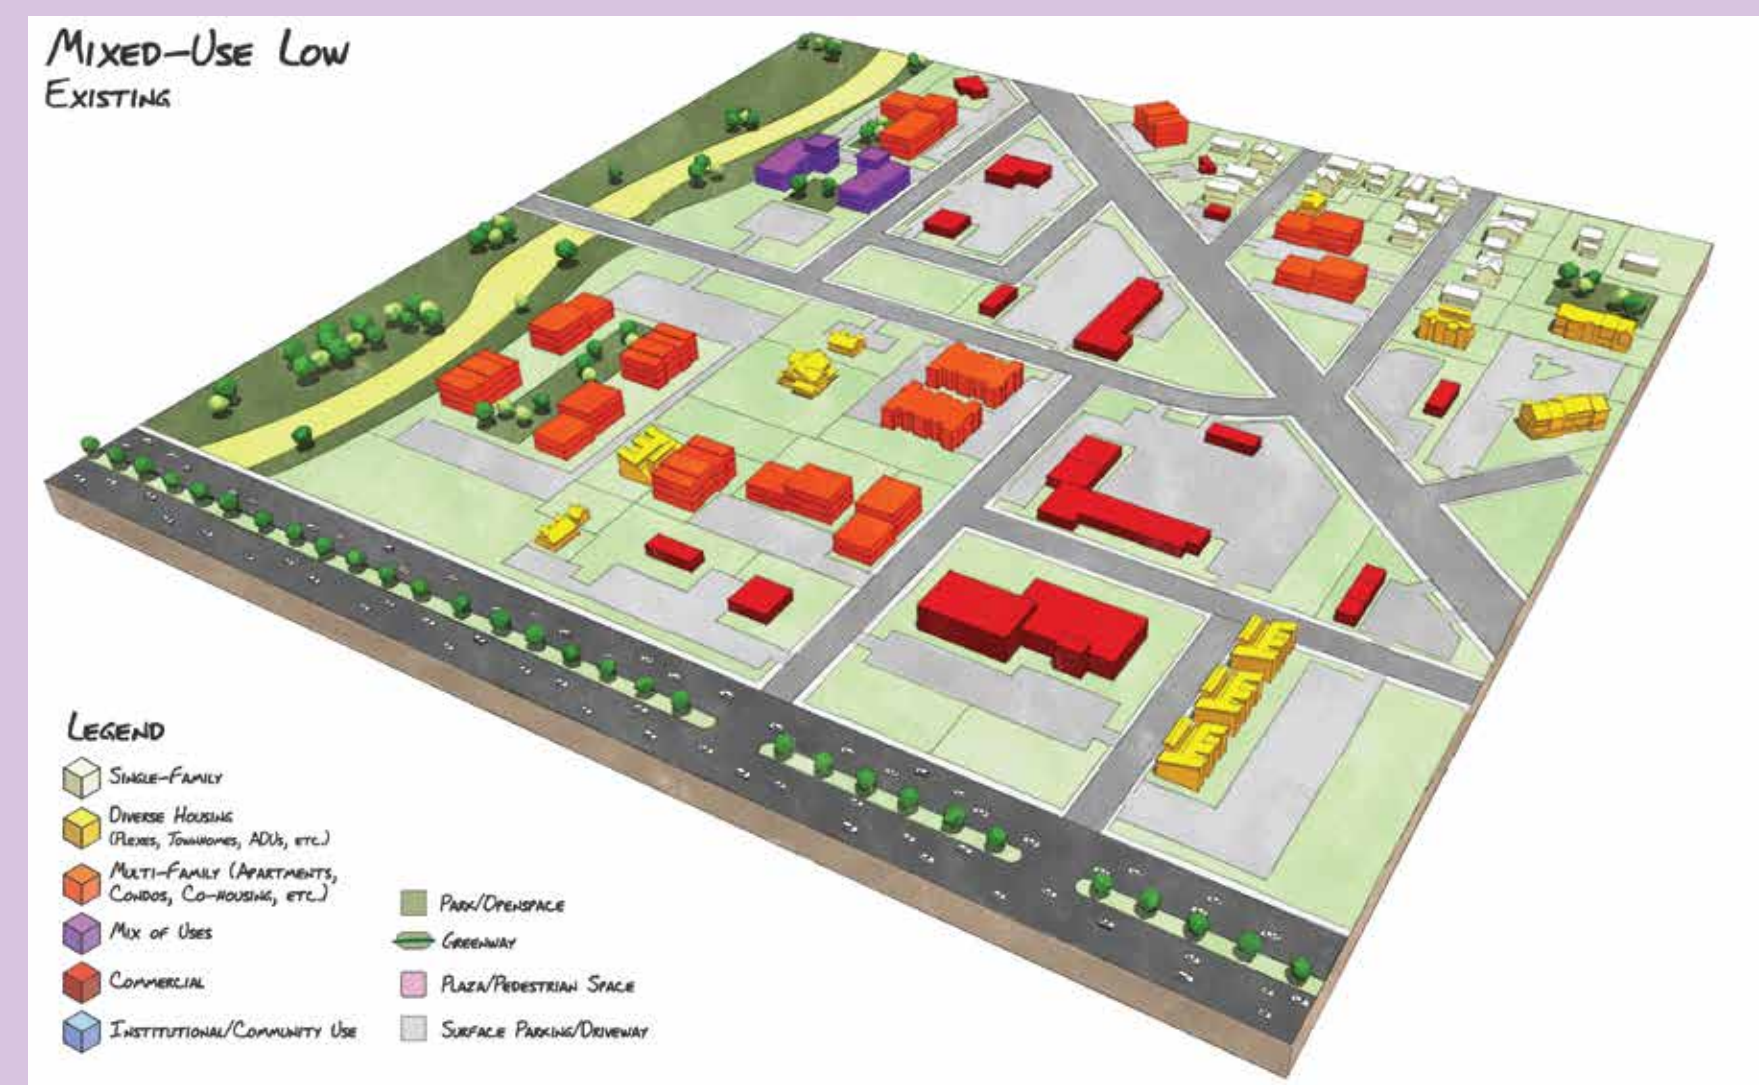 Mixed-Use Low
Existing
Legend
Single-Family
Diverse Housing
(Plexes, Townhomes, ADUs, etc.)
Multi-Family (Apartments,
Condos, Co-housing, etc.)
Mix of Uses
Commercial
Institutional/Community Use
Park/Openspace
Greenway
Plaza/Pedestrian Space
Surface Parking/Driveway